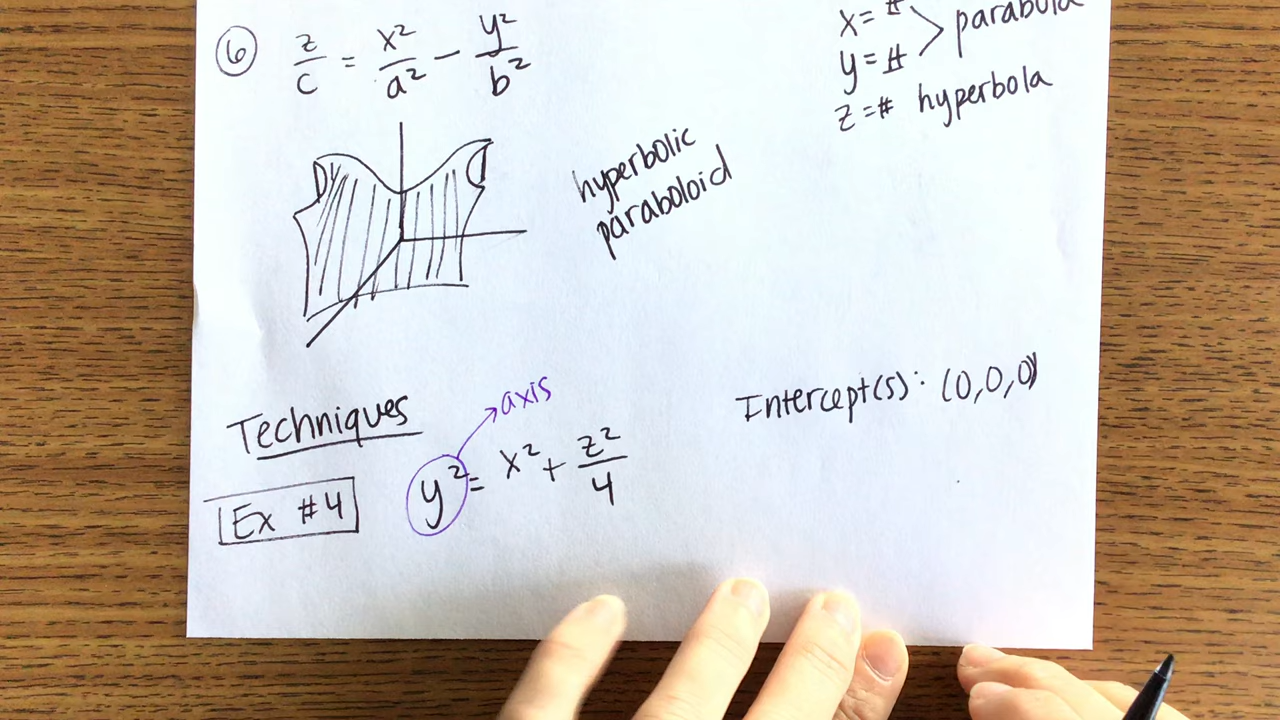 ⑥ z/c = x²/a² − y²/b²
x = #
y = # > parabola
z = # hyperbola
hyperbolic
paraboloid
Techniques
axis
Ex #4
y² = x² + z²/4
Intercept(s): (0,0,0)